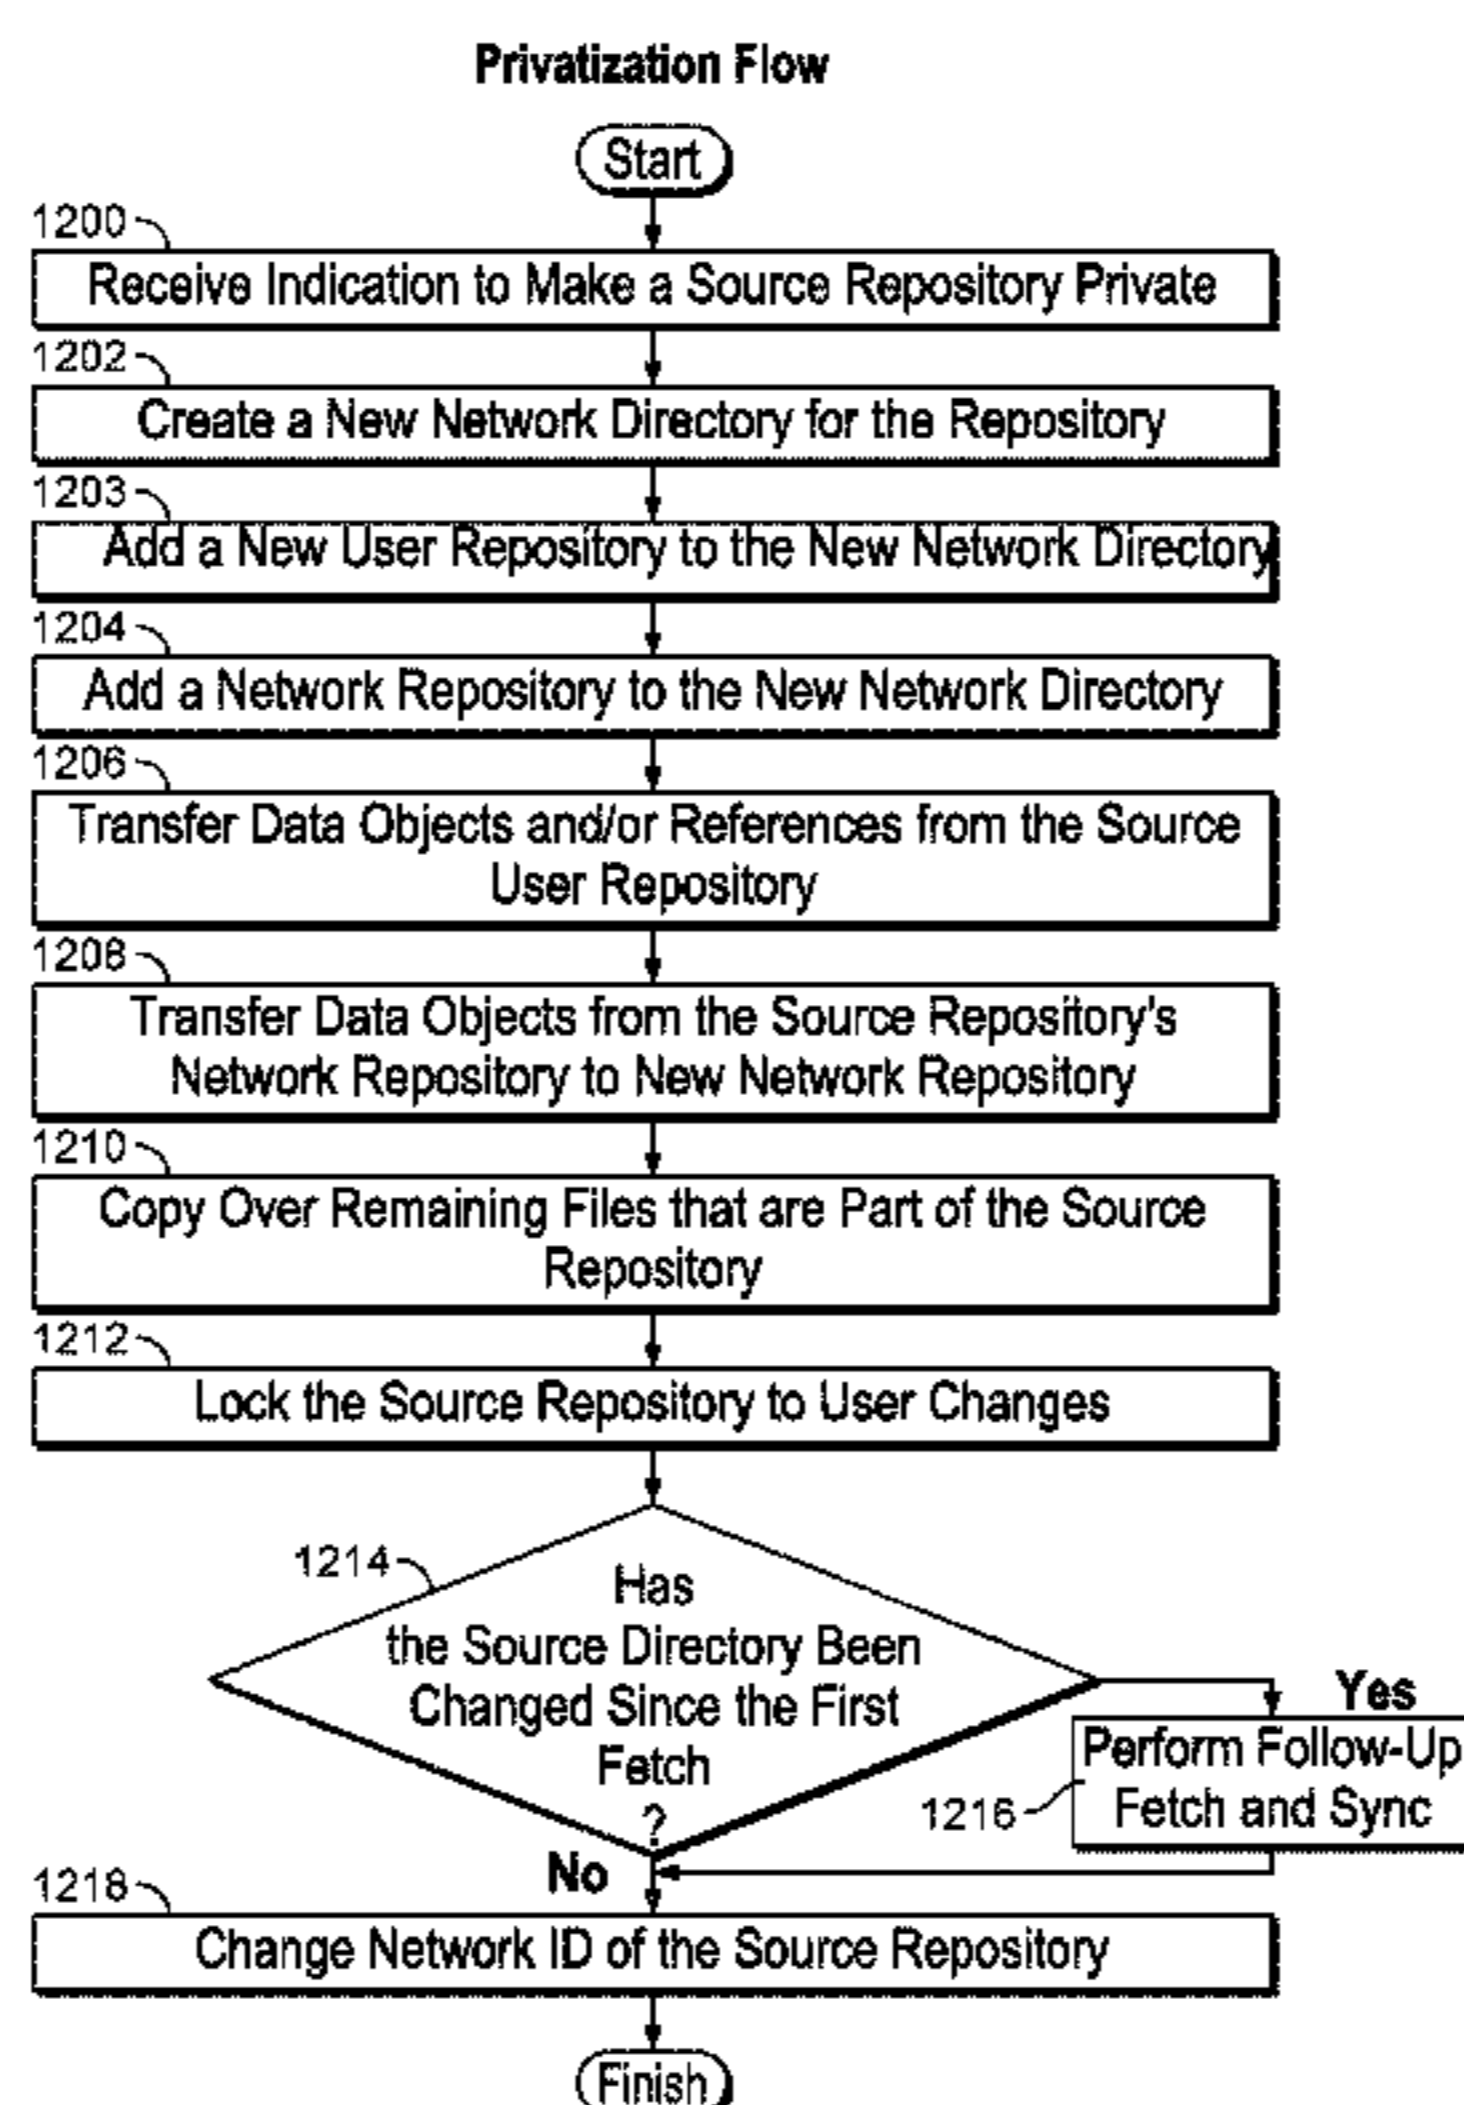 Privatization Flow
Start
1200
Receive Indication to Make a Source Repository Private
1202
Create a New Network Directory for the Repository
1203
Add a New User Repository to the New Network Directory
1204
Add a Network Repository to the New Network Directory
1206
Transfer Data Objects and/or References from the Source
User Repository
1208
Transfer Data Objects from the Source Repository's
Network Repository to New Network Repository
1210
Copy Over Remaining Files that are Part of the Source
Repository
1212
Lock the Source Repository to User Changes
1214
Has
the Source Directory Been
Changed Since the First
Fetch
?
Yes
Perform Follow-Up
Fetch and Sync
1216
No
1218
Change Network ID of the Source Repository
Finish